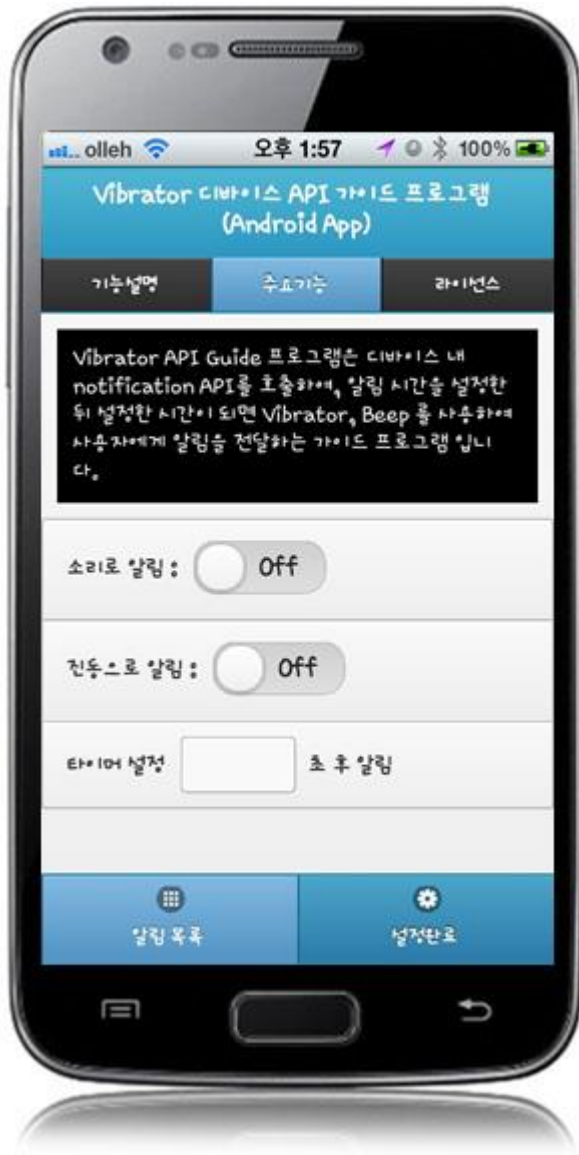 olleh 오후 1:57 100%
Vibrator 디바이스 API 가이드 프로그램
(Android App)
기능설명 주요기능 라이선스
Vibrator API Guide 프로그램은 디바이스 내
notification API를 호출하여, 알림 시간을 설정한
뒤 설정한 시간이 되면 Vibrator, Beep 를 사용하여
사용자에게 알림을 전달하는 가이드 프로그램 입니
다.
소리로 알림 : Off
진동으로 알림 : Off
타이머 설정 초 후 알림
알림 목록 설정완료